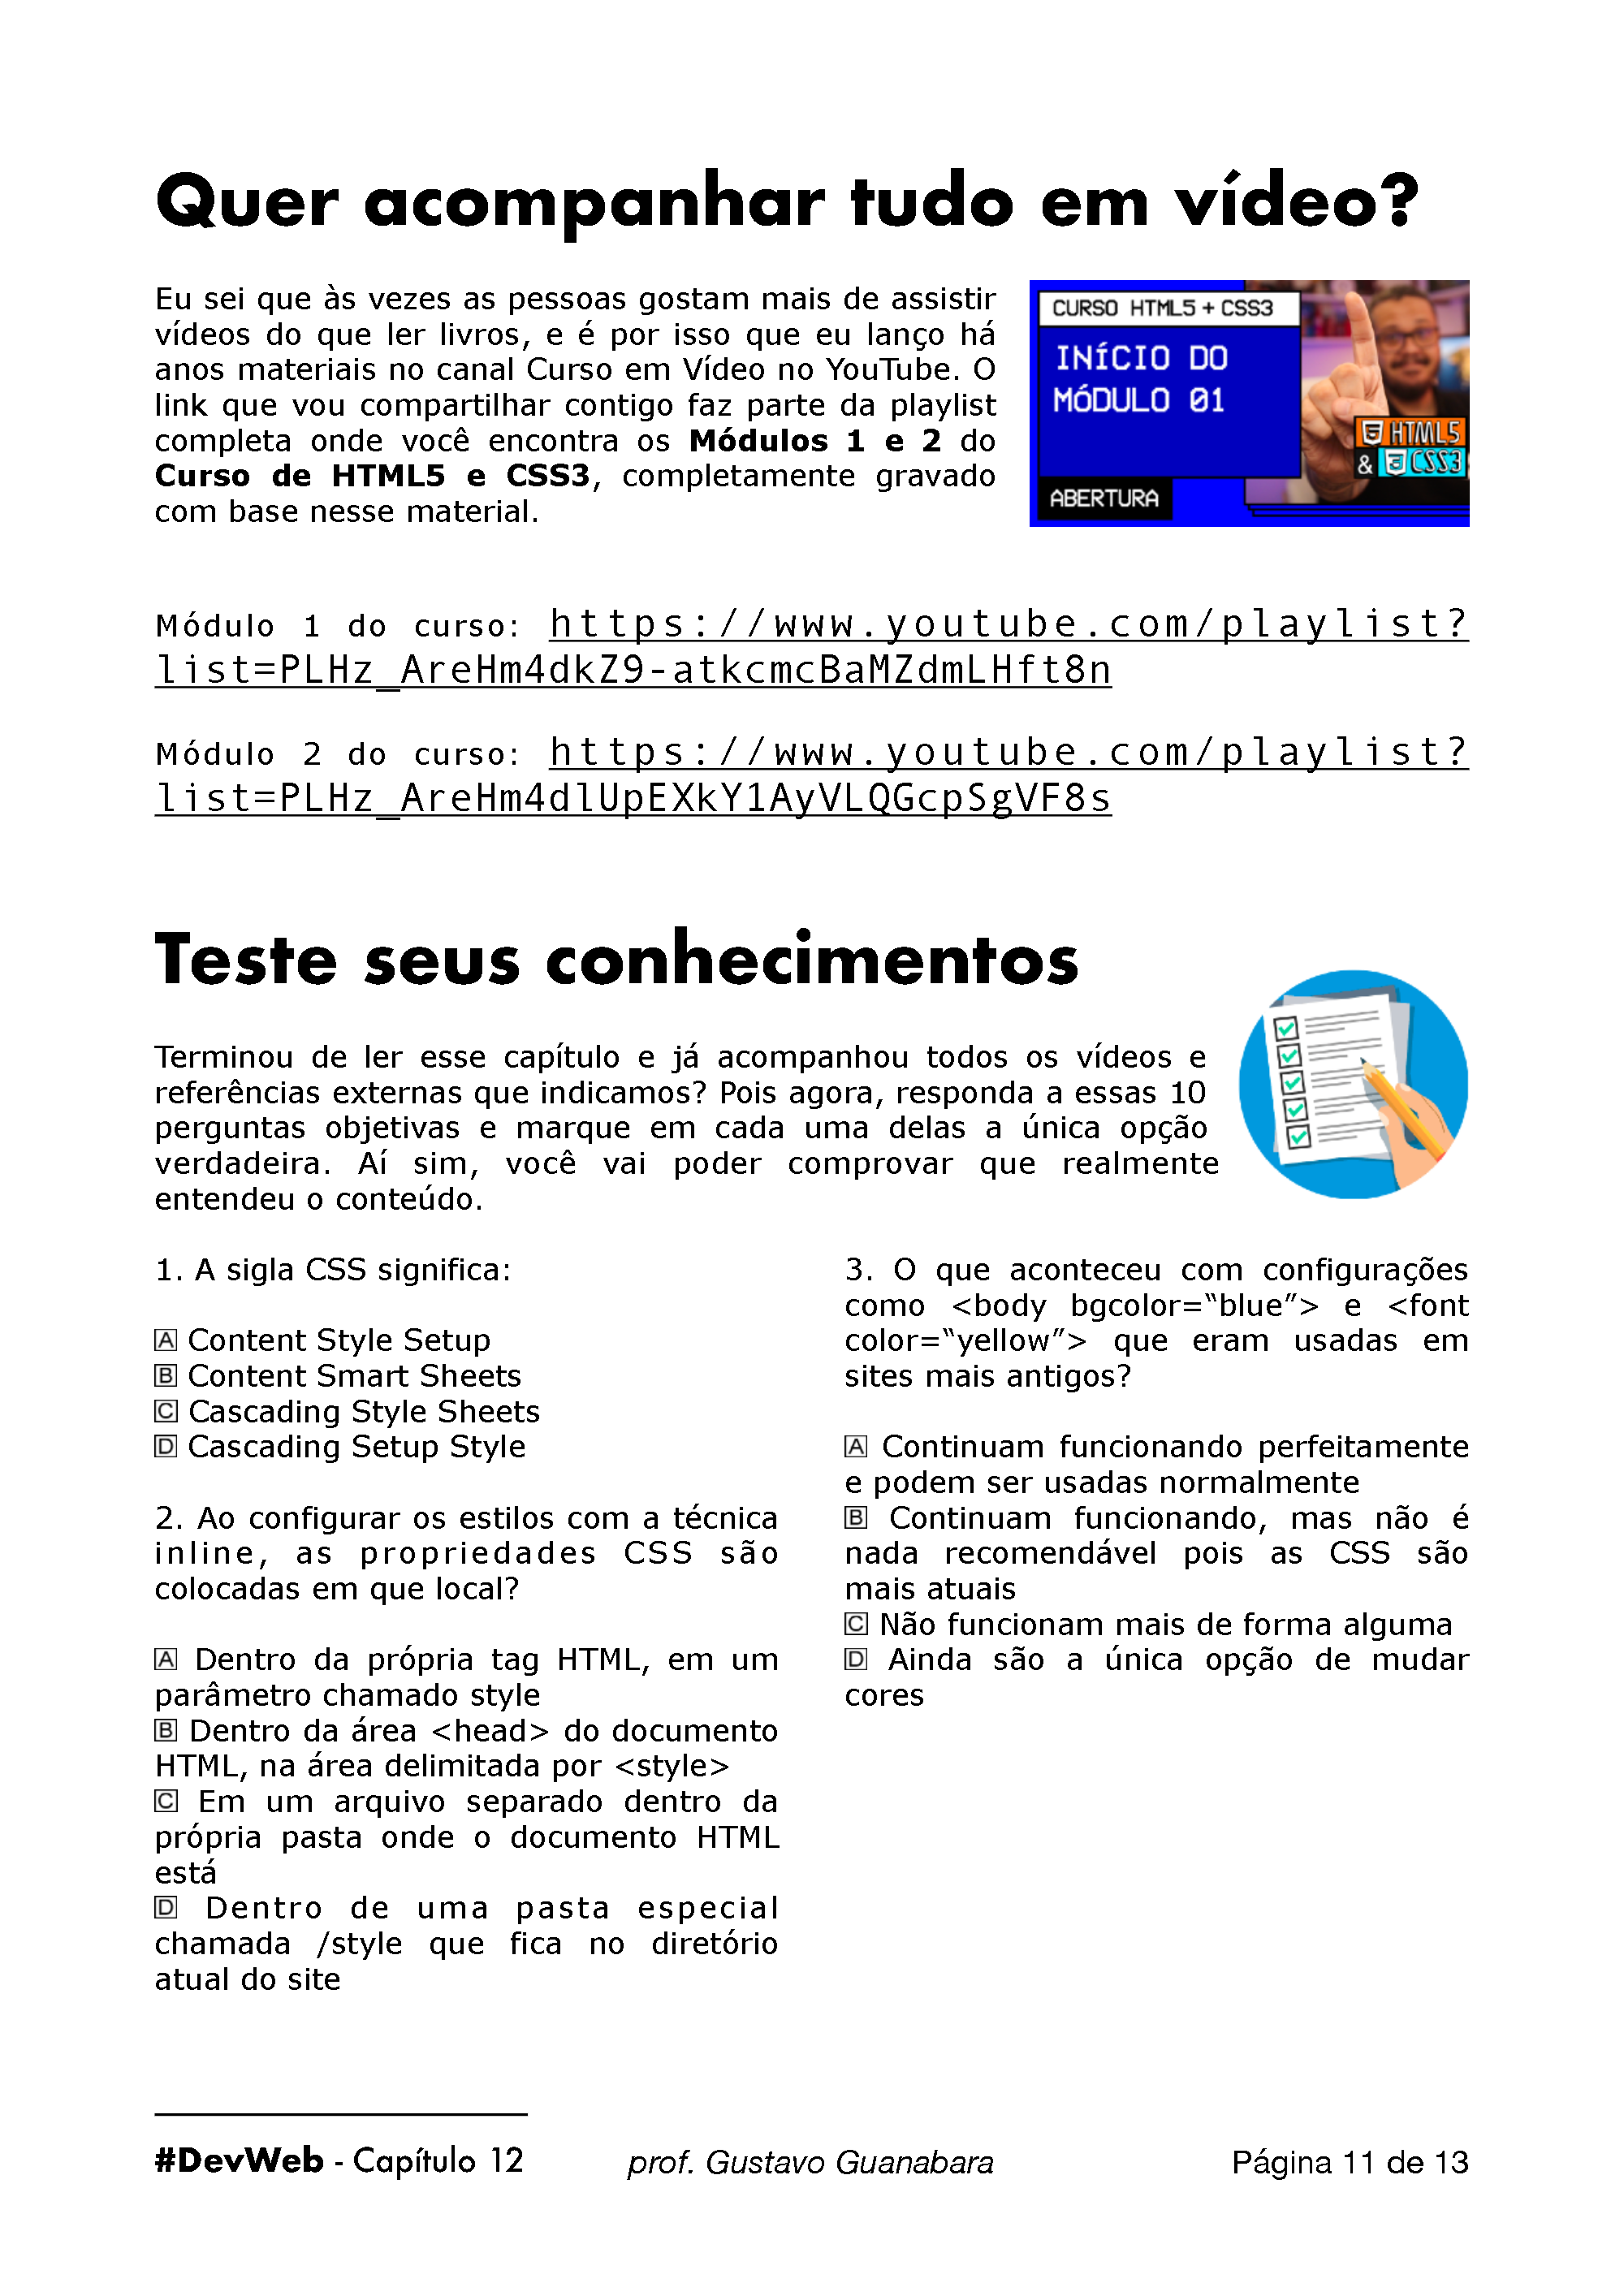 Quer acompanhar tudo em vídeo?
Eu sei que às vezes as pessoas gostam mais de assistir
vídeos do que ler livros, e é por isso que eu lanço há
anos materiais no canal Curso em Vídeo no YouTube. O
link que vou compartilhar contigo faz parte da playlist
completa onde você encontra os Módulos 1 e 2 do
Curso de HTML5 e CSS3, completamente gravado
com base nesse material.
CURSO HTML5 + CSS3
INÍCIO DO
MÓDULO 01
HTML5
& CSS3
ABERTURA
Módulo 1 do curso: https://www.youtube.com/playlist?
list=PLHz_AreHm4dkZ9-atkcmcBaMZdmLHft8n
Módulo 2 do curso: https://www.youtube.com/playlist?
list=PLHz_AreHm4dlUpEXkY1AyVLQGcpSgVF8s
Teste seus conhecimentos
Terminou de ler esse capítulo e já acompanhou todos os vídeos e
referências externas que indicamos? Pois agora, responda a essas 10
perguntas objetivas e marque em cada uma delas a única opção
verdadeira. Aí sim, você vai poder comprovar que realmente
entendeu o conteúdo.
1. A sigla CSS significa:
A Content Style Setup
B Content Smart Sheets
C Cascading Style Sheets
D Cascading Setup Style
2. Ao configurar os estilos com a técnica
inline, as propriedades CSS são
colocadas em que local?
A Dentro da própria tag HTML, em um
parâmetro chamado style
B Dentro da área <head> do documento
HTML, na área delimitada por <style>
C Em um arquivo separado dentro da
própria pasta onde o documento HTML
está
D Dentro de uma pasta especial
chamada /style que fica no diretório
atual do site
3. O que aconteceu com configurações
como <body bgcolor=“blue”> e <font
color=“yellow”> que eram usadas em
sites mais antigos?
A Continuam funcionando perfeitamente
e podem ser usadas normalmente
B Continuam funcionando, mas não é
nada recomendável pois as CSS são
mais atuais
C Não funcionam mais de forma alguma
D Ainda são a única opção de mudar
cores
#DevWeb - Capítulo 12
prof. Gustavo Guanabara
Página 11 de 13